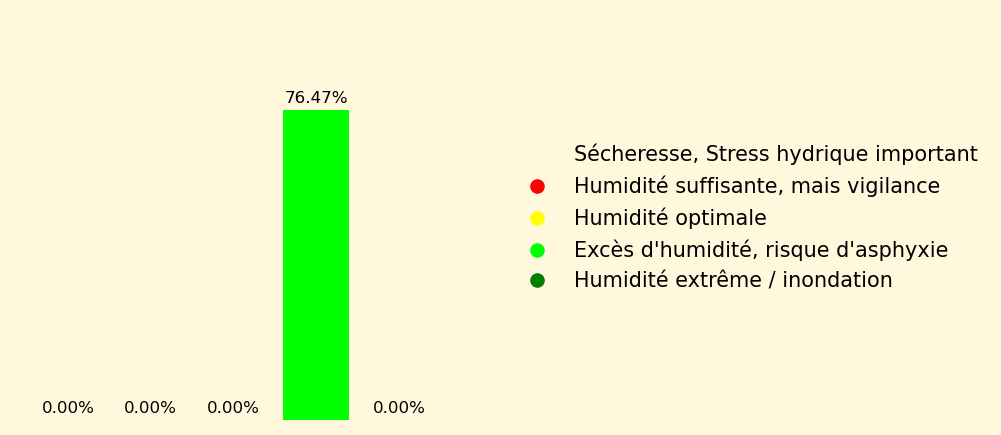 76.47%
0.00%
0.00%
0.00%
0.00%
Sécheresse, Stress hydrique important
Humidité suffisante, mais vigilance
Humidité optimale
Excès d'humidité, risque d'asphyxie
Humidité extrême / inondation